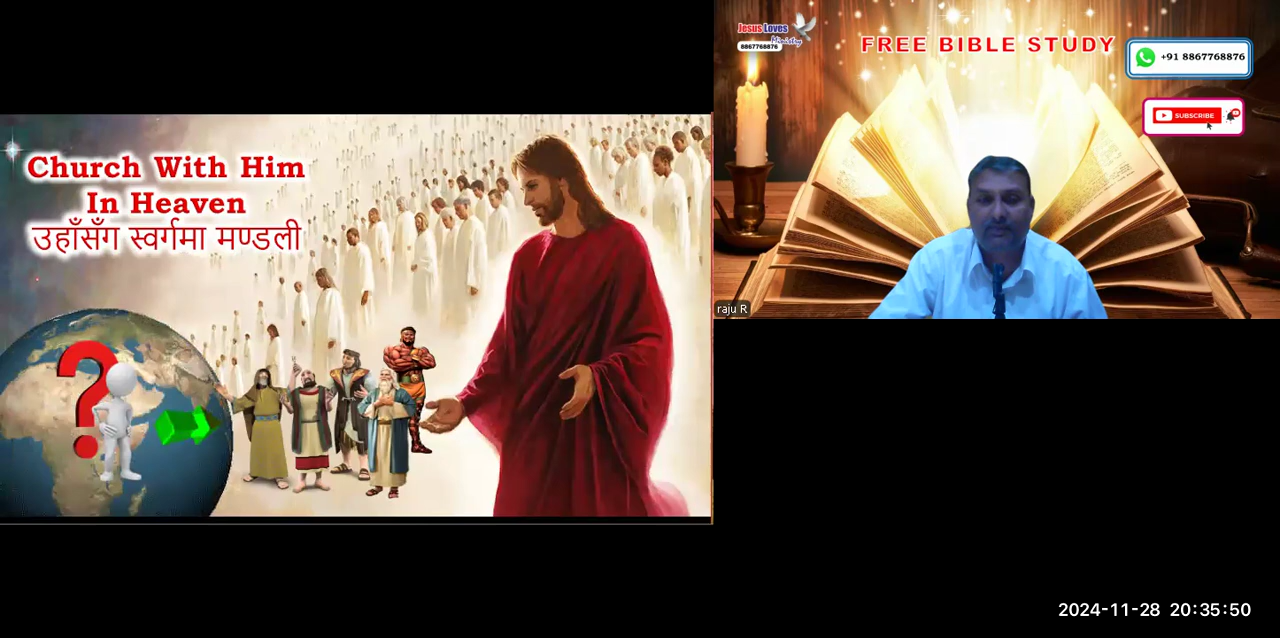 Church With Him
In Heaven
उहाँसँग स्वर्गमा मण्डली
?
Jesus Loves
Ministry
8867768876
FREE BIBLE STUDY
+91 8867768876
SUBSCRIBE
raju R
2024-11-28 20:35:50